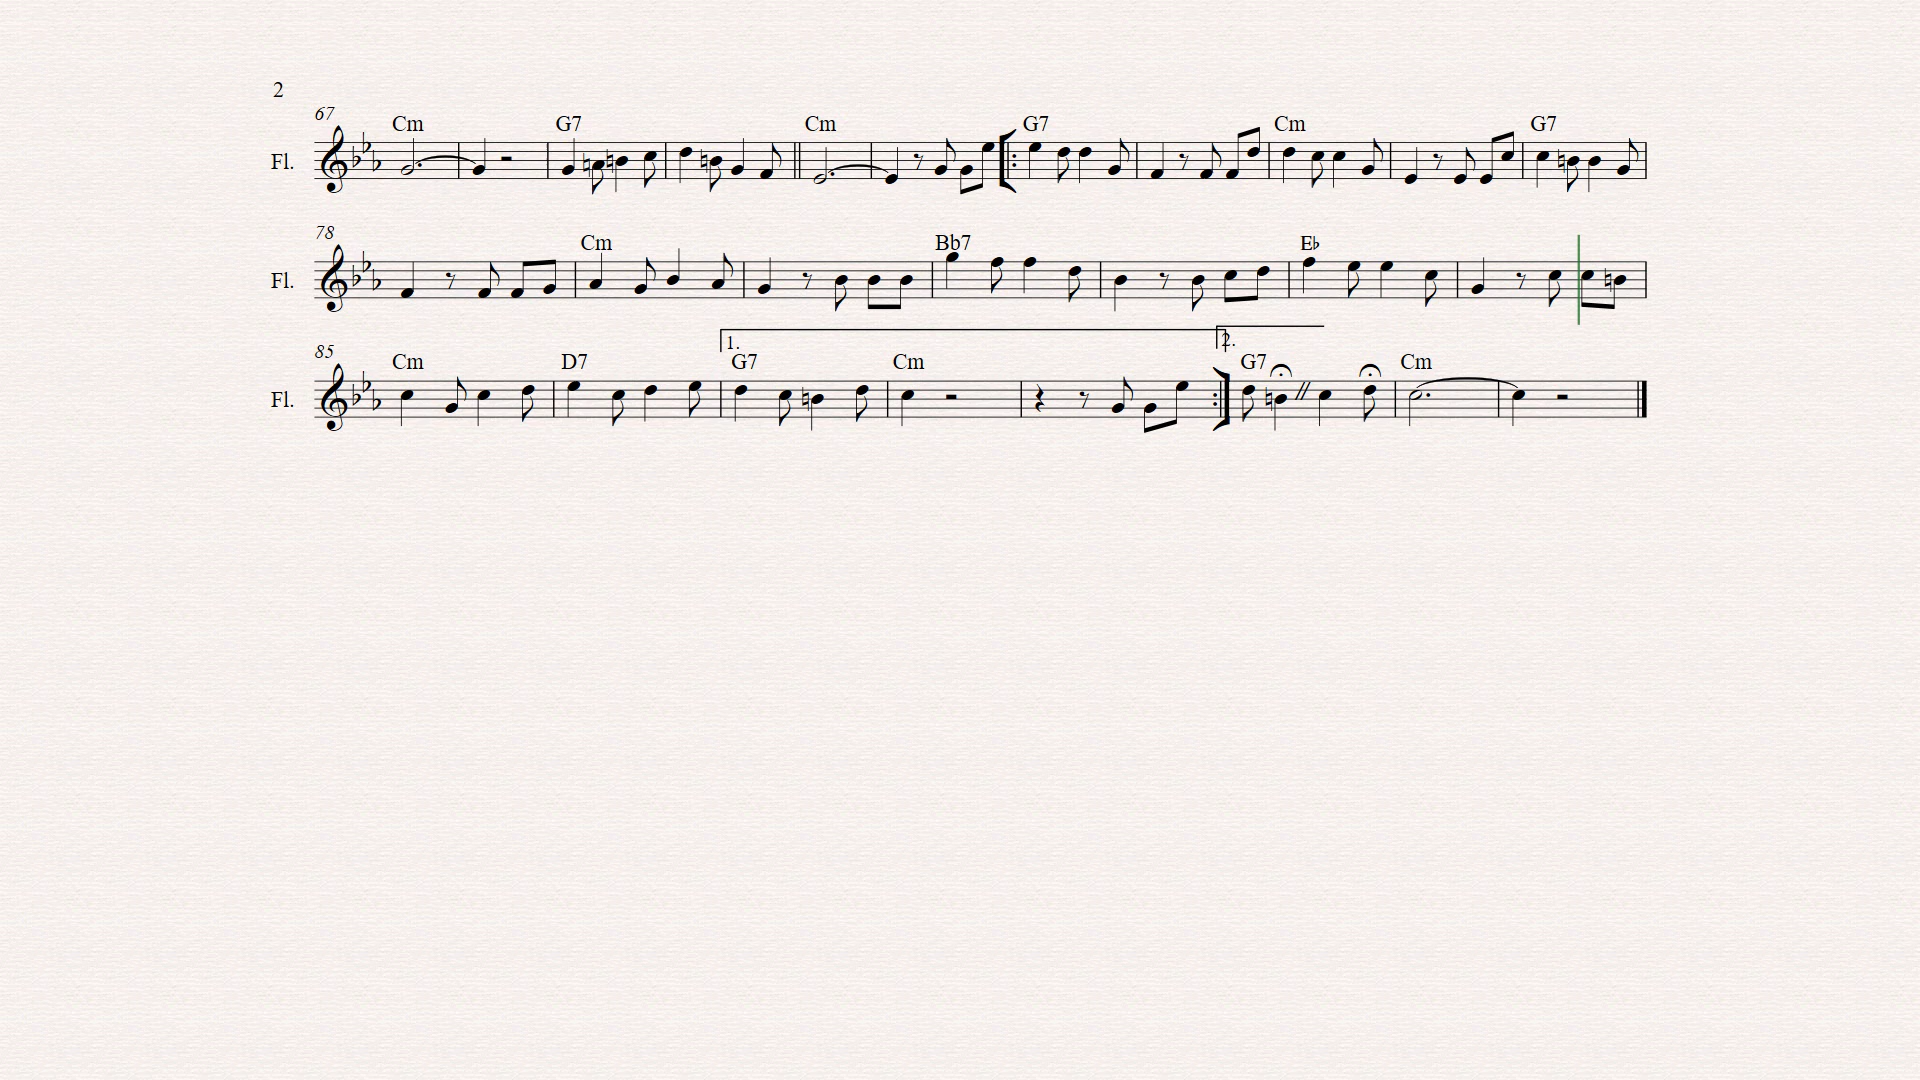 2
67
Cm G7 Cm G7 Cm G7
Fl.
78
Cm Bb7 E♭
Fl.
1. 2.
85
Cm D7 G7 Cm G7 Cm
Fl.